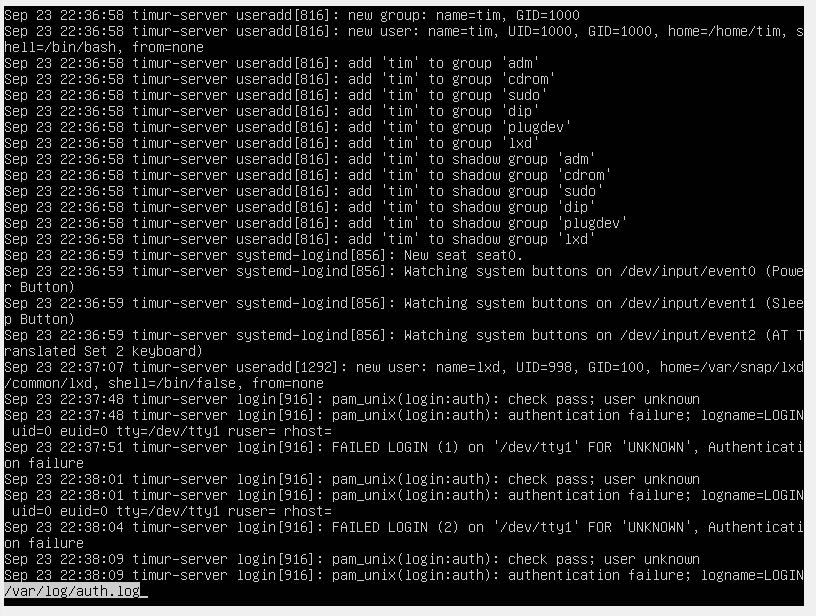 Sep 23 22:36:58 timur-server useradd[816]: new group: name=tim, GID=1000
Sep 23 22:36:58 timur-server useradd[816]: new user: name=tim, UID=1000, GID=1000, home=/home/tim, s
hell=/bin/bash, from=none
Sep 23 22:36:58 timur-server useradd[816]: add 'tim' to group 'adm'
Sep 23 22:36:58 timur-server useradd[816]: add 'tim' to group 'cdrom'
Sep 23 22:36:58 timur-server useradd[816]: add 'tim' to group 'sudo'
Sep 23 22:36:58 timur-server useradd[816]: add 'tim' to group 'dip'
Sep 23 22:36:58 timur-server useradd[816]: add 'tim' to group 'plugdev'
Sep 23 22:36:58 timur-server useradd[816]: add 'tim' to group 'lxd'
Sep 23 22:36:58 timur-server useradd[816]: add 'tim' to shadow group 'adm'
Sep 23 22:36:58 timur-server useradd[816]: add 'tim' to shadow group 'cdrom'
Sep 23 22:36:58 timur-server useradd[816]: add 'tim' to shadow group 'sudo'
Sep 23 22:36:58 timur-server useradd[816]: add 'tim' to shadow group 'dip'
Sep 23 22:36:58 timur-server useradd[816]: add 'tim' to shadow group 'plugdev'
Sep 23 22:36:58 timur-server useradd[816]: add 'tim' to shadow group 'lxd'
Sep 23 22:36:59 timur-server systemd-logind[856]: New seat seat0.
Sep 23 22:36:59 timur-server systemd-logind[856]: Watching system buttons on /dev/input/event0 (Powe
r Button)
Sep 23 22:36:59 timur-server systemd-logind[856]: Watching system buttons on /dev/input/event1 (Slee
p Button)
Sep 23 22:36:59 timur-server systemd-logind[856]: Watching system buttons on /dev/input/event2 (AT T
ranslated Set 2 keyboard)
Sep 23 22:37:07 timur-server useradd[1292]: new user: name=lxd, UID=998, GID=100, home=/var/snap/lxd
/common/lxd, shell=/bin/false, from=none
Sep 23 22:37:48 timur-server login[916]: pam_unix(login:auth): check pass; user unknown
Sep 23 22:37:48 timur-server login[916]: pam_unix(login:auth): authentication failure; logname=LOGIN
 uid=0 euid=0 tty=/dev/tty1 ruser= rhost=
Sep 23 22:37:51 timur-server login[916]: FAILED LOGIN (1) on '/dev/tty1' FOR 'UNKNOWN', Authenticati
on failure
Sep 23 22:38:01 timur-server login[916]: pam_unix(login:auth): check pass; user unknown
Sep 23 22:38:01 timur-server login[916]: pam_unix(login:auth): authentication failure; logname=LOGIN
 uid=0 euid=0 tty=/dev/tty1 ruser= rhost=
Sep 23 22:38:04 timur-server login[916]: FAILED LOGIN (2) on '/dev/tty1' FOR 'UNKNOWN', Authenticati
on failure
Sep 23 22:38:09 timur-server login[916]: pam_unix(login:auth): check pass; user unknown
Sep 23 22:38:09 timur-server login[916]: pam_unix(login:auth): authentication failure; logname=LOGIN
/var/log/auth.log